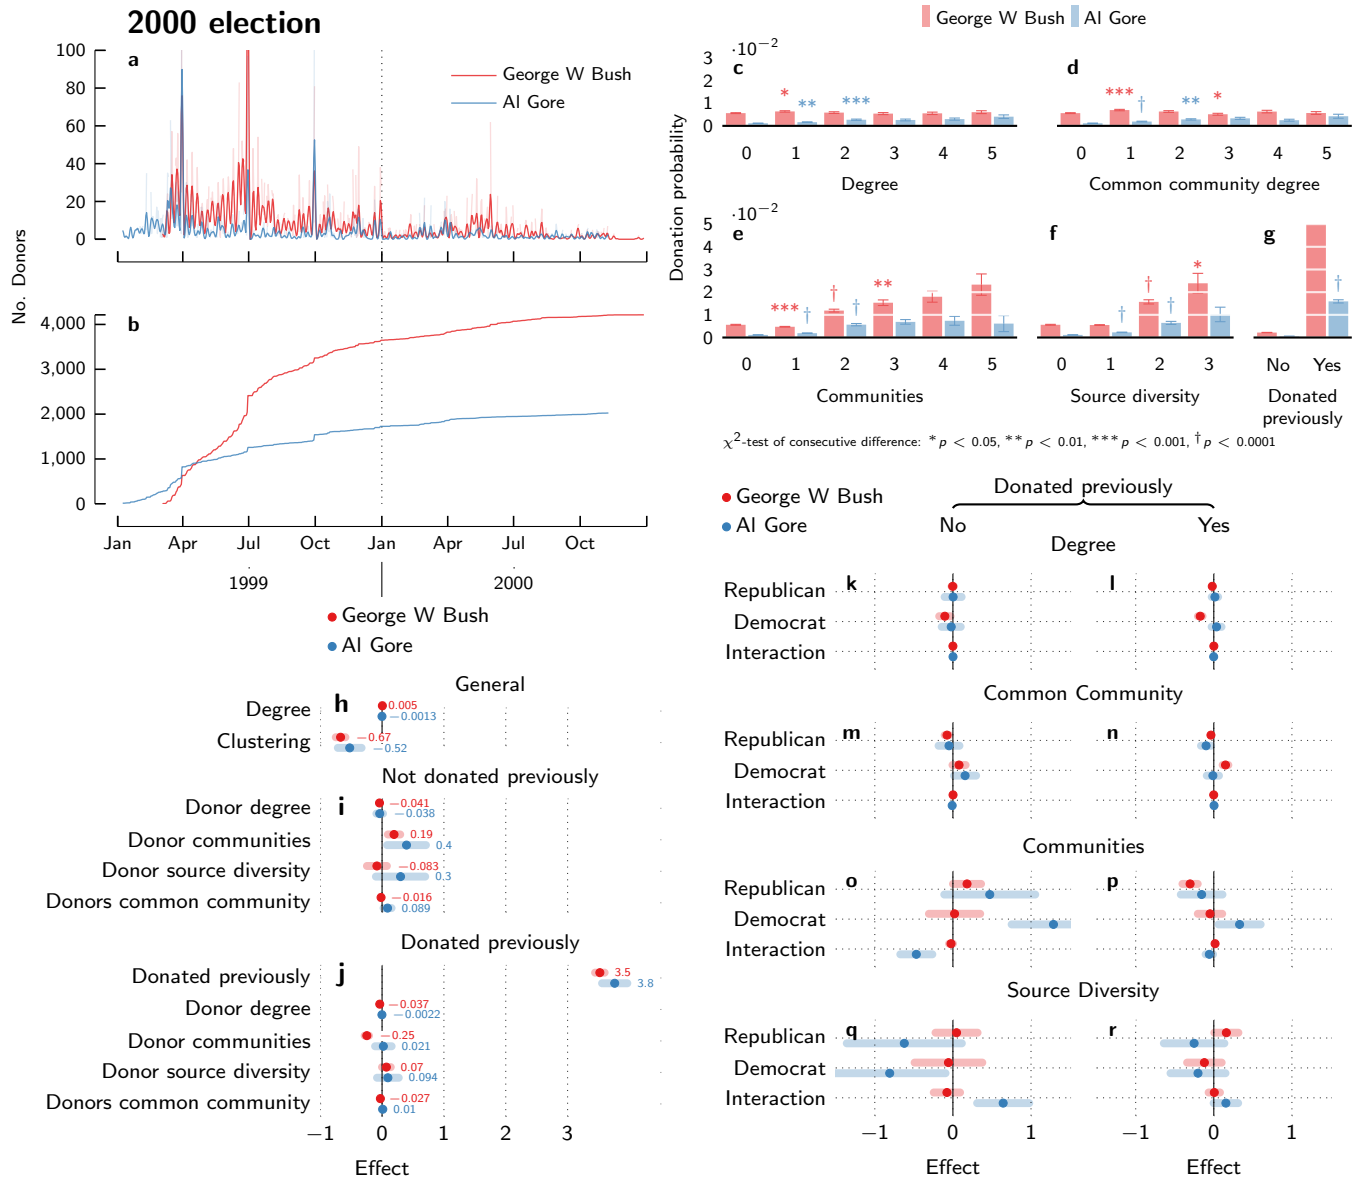 2000 election
a
George W Bush
Al Gore
100
80
60
40
20
0
No. Donors
b
4,000
3,000
2,000
1,000
0
Jan Apr Jul Oct Jan Apr Jul Oct
1999 2000
George W Bush
Al Gore
General
h
Degree 0.005
−0.0013
Clustering −0.67
−0.52
Not donated previously
i
Donor degree −0.041
−0.038
Donor communities 0.19
0.4
Donor source diversity −0.083
0.3
Donors common community −0.016
0.089
Donated previously
j
Donated previously 3.5
3.8
Donor degree −0.037
−0.0022
Donor communities −0.25
0.021
Donor source diversity 0.07
0.094
Donors common community −0.027
0.01
−1 0 1 2 3
Effect
George W Bush Al Gore
Donation probability
·10−2
3
2
1
0
c
* ** ***
0 1 2 3 4 5
Degree
d
*** † ** *
0 1 2 3 4 5
Common community degree
·10−2
5
4
3
2
1
0
e
*** † † † **
0 1 2 3 4 5
Communities
f
† † † *
0 1 2 3
Source diversity
g
†
No Yes
Donated
previously
χ2-test of consecutive difference: *p < 0.05, **p < 0.01, ***p < 0.001, †p < 0.0001
George W Bush
Al Gore
Donated previously
No Yes
Degree
k l
Republican
Democrat
Interaction
Common Community
m n
Republican
Democrat
Interaction
Communities
o p
Republican
Democrat
Interaction
Source Diversity
q r
Republican
Democrat
Interaction
−1 0 1 −1 0 1
Effect Effect